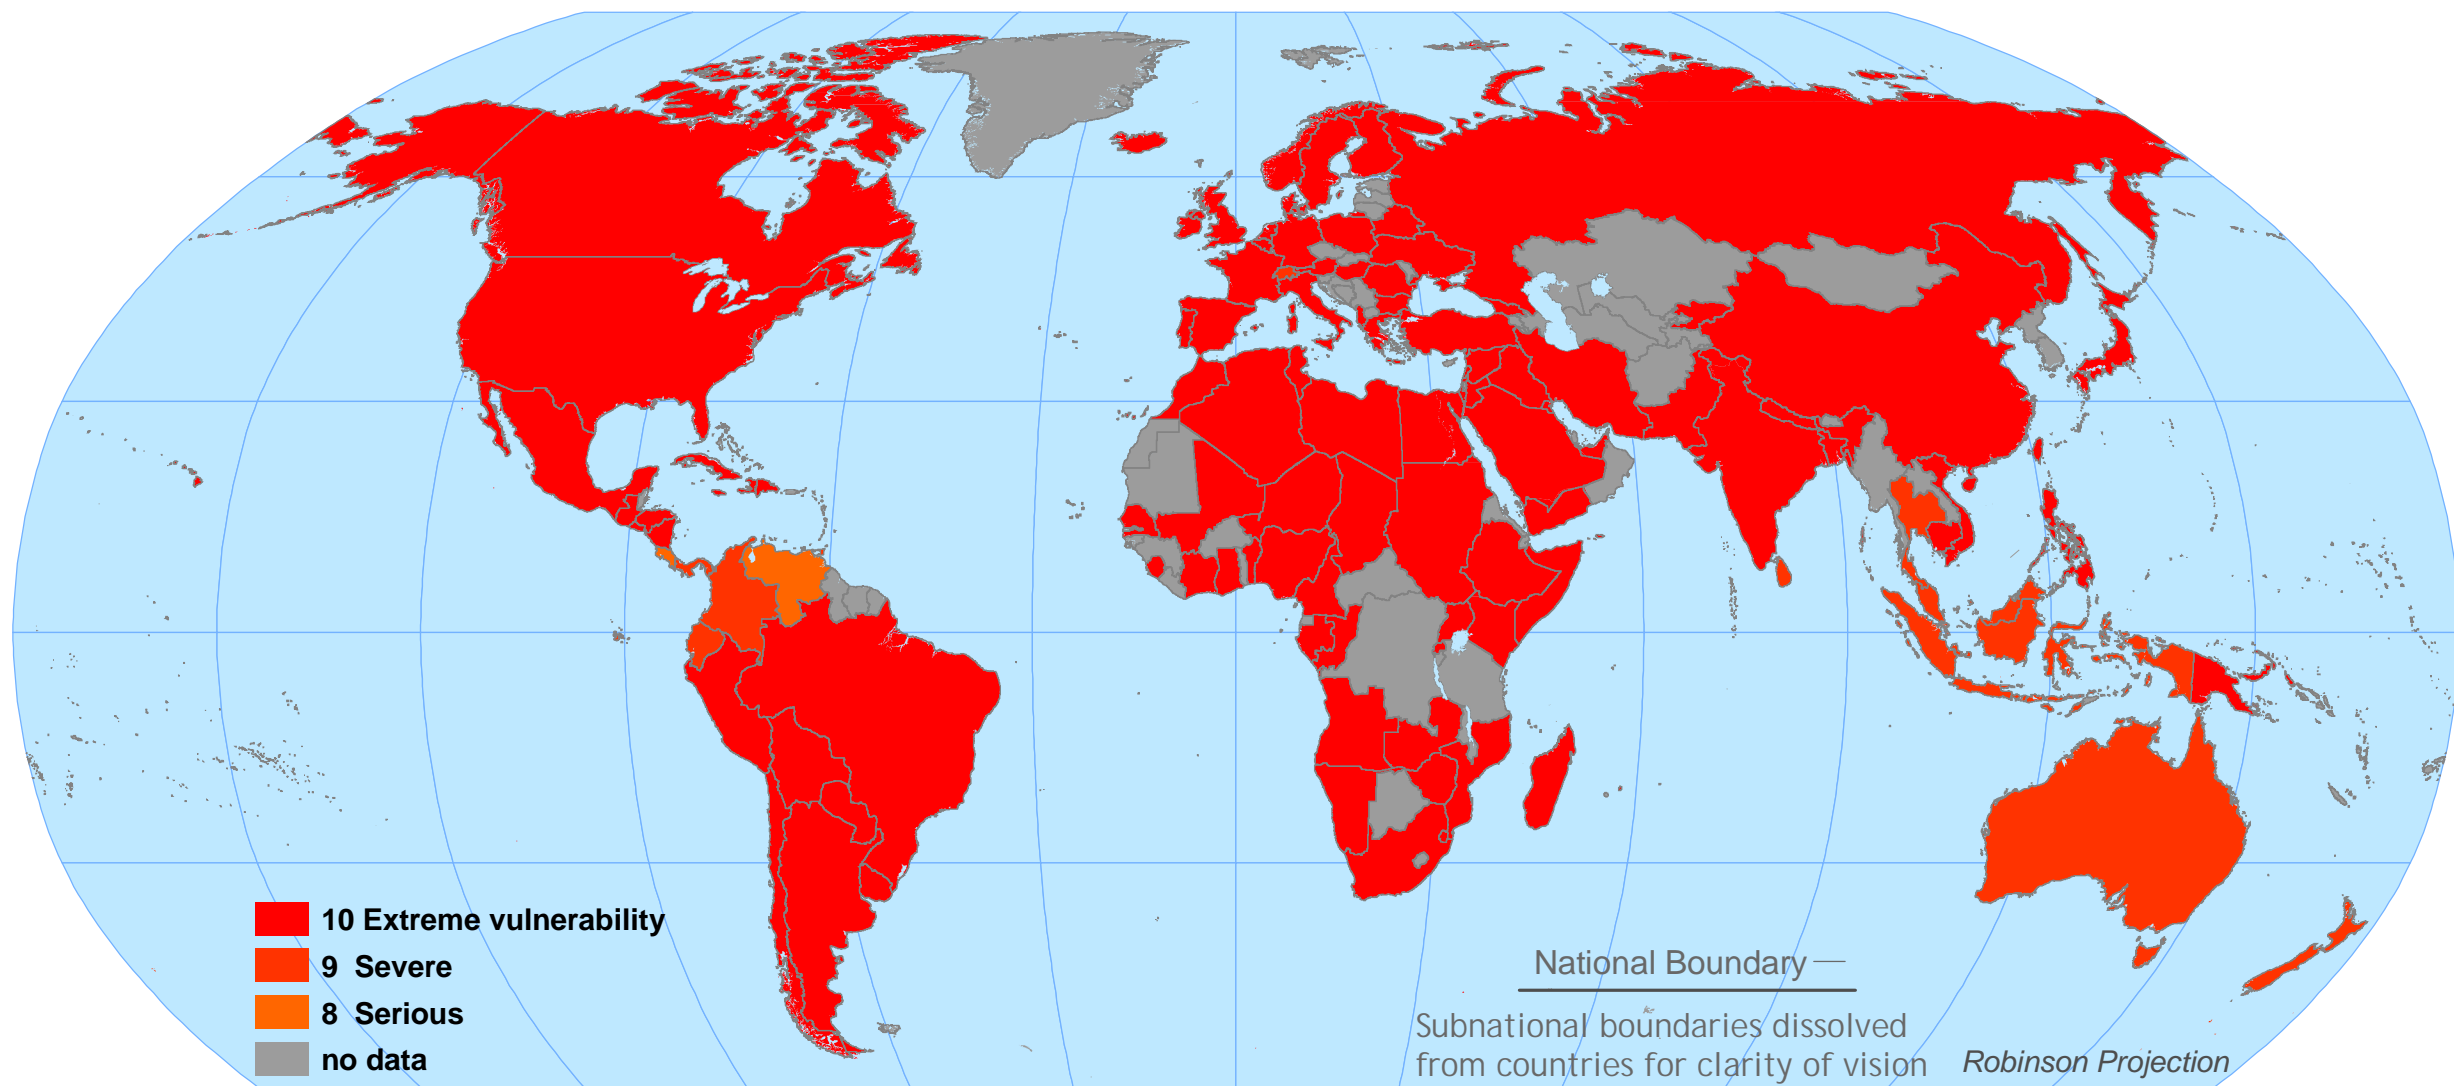 10 Extreme vulnerability
9 Severe
8 Serious
no data
National Boundary
Subnational boundaries dissolved
from countries for clarity of vision
Robinson Projection